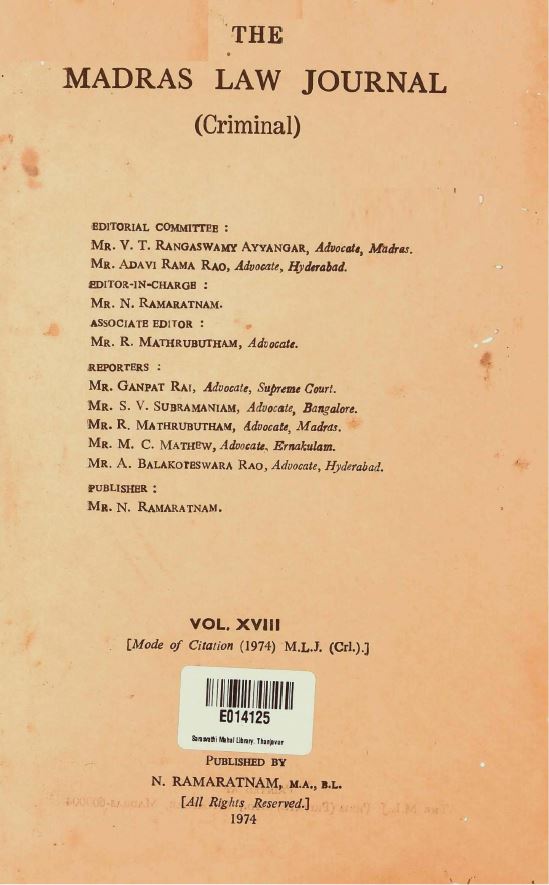 THE
MADRAS LAW JOURNAL
(Criminal)
EDITORIAL COMMITTEE :
MR. V. T. RANGASWAMY AYYANGAR, Advocate, Madras.
MR. ADAVI RAMA RAO, Advocate, Hyderabad.
EDITOR-IN-CHARGE :
MR. N. RAMARATNAM.
ASSOCIATE EDITOR :
MR. R. MATHRUBUTHAM, Advocate.
REPORTERS :
MR. GANPAT RAI, Advocate, Supreme Court.
MR. S. V. SUBRAMANIAM, Advocate, Bangalore.
MR. R. MATHRUBUTHAM, Advocate, Madras.
MR. M. C. MATHEW, Advocate. Ernakulam.
MR. A. BALAKOTESWARA RAO, Advocate, Hyderabad.
PUBLISHER :
MR. N. RAMARATNAM.
VOL. XVIII
[Mode of Citation (1974) M.L.J. (Crl.).]
E014125
Saraswathi Mahal Library, Thanjavur
PUBLISHED BY
N. RAMARATNAM, M.A., B.L.
[All Rights Reserved.]
1974